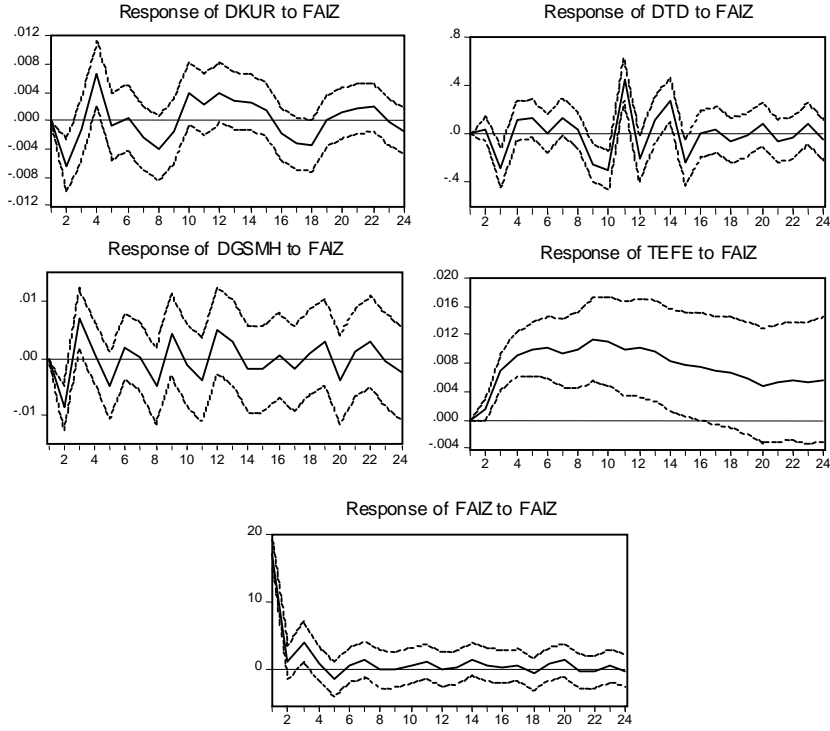 Response of DKUR to FAIZ
.012
.008
.004
.000
-.004
-.008
-.012
2 4 6 8 10 12 14 16 18 20 22 24
Response of DTD to FAIZ
.8
.4
.0
-.4
2 4 6 8 10 12 14 16 18 20 22 24
Response of DGSMH to FAIZ
.01
.00
-.01
2 4 6 8 10 12 14 16 18 20 22 24
Response of TEFE to FAIZ
.020
.016
.012
.008
.004
.000
-.004
2 4 6 8 10 12 14 16 18 20 22 24
Response of FAIZ to FAIZ
20
10
0
2 4 6 8 10 12 14 16 18 20 22 24